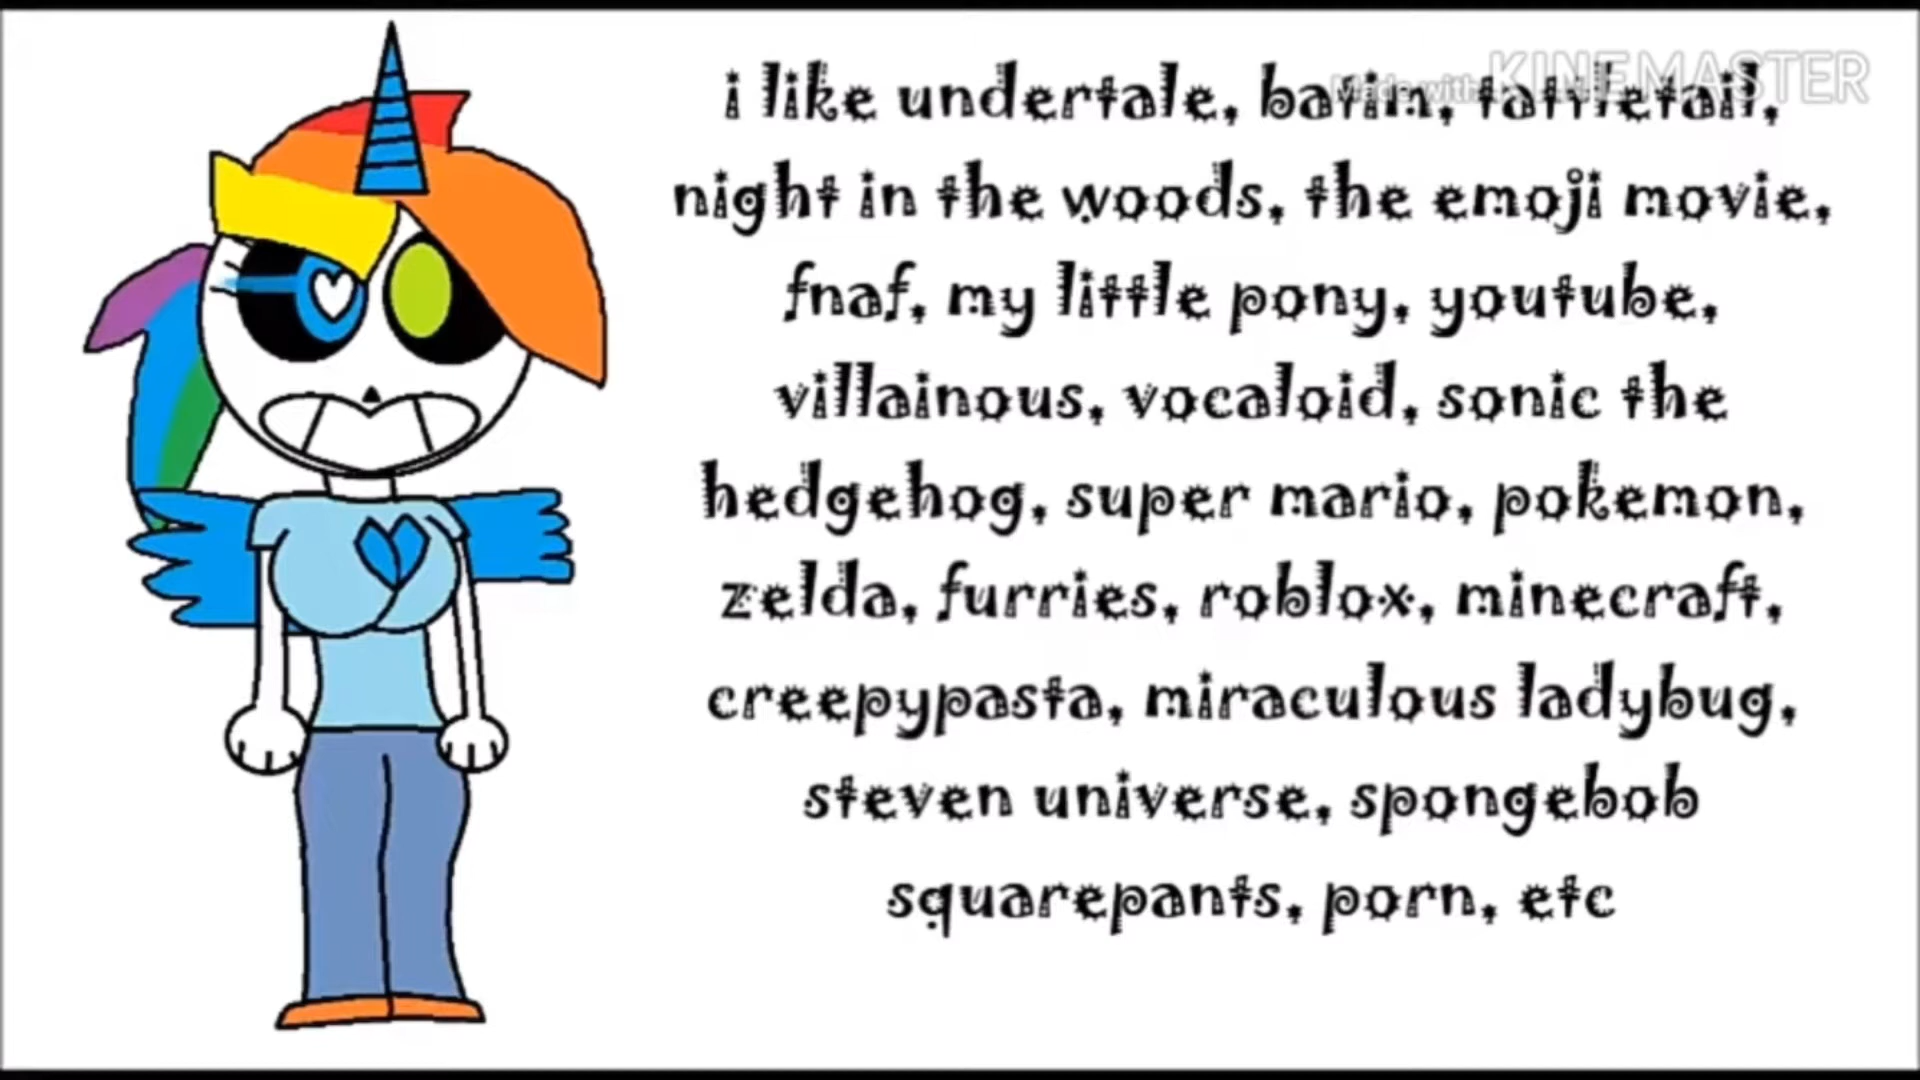 Made with KINEMASTER
i like undertale, batim, tattletail,
night in the woods, the emoji movie,
fnaf, my little pony, youtube,
villainous, vocaloid, sonic the
hedgehog, super mario, pokemon,
zelda, furries, roblox, minecraft,
creepypasta, miraculous ladybug,
steven universe, spongebob
squarepants, porn, etc